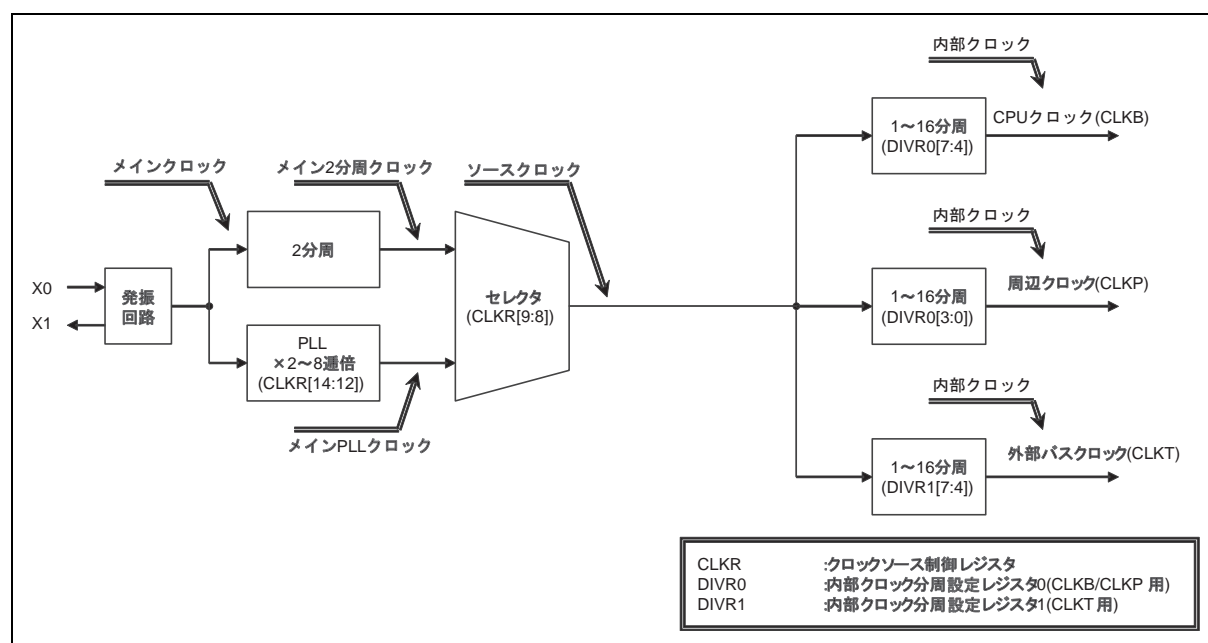 内部クロック
1~16分周
(DIVR0[7:4])
CPUクロック(CLKB)
メインクロック
メイン2分周クロック
ソースクロック
内部クロック
2分周
X0
X1
発振
回路
セレクタ
(CLKR[9:8])
1~16分周
(DIVR0[3:0])
周辺クロック(CLKP)
PLL
×2~8逓倍
(CLKR[14:12])
内部クロック
メインPLLクロック
1~16分周
(DIVR1[7:4])
外部バスクロック(CLKT)
CLKR :クロックソース制御レジスタ
DIVR0 :内部クロック分周設定レジスタ0(CLKB/CLKP 用)
DIVR1 :内部クロック分周設定レジスタ1(CLKT 用)